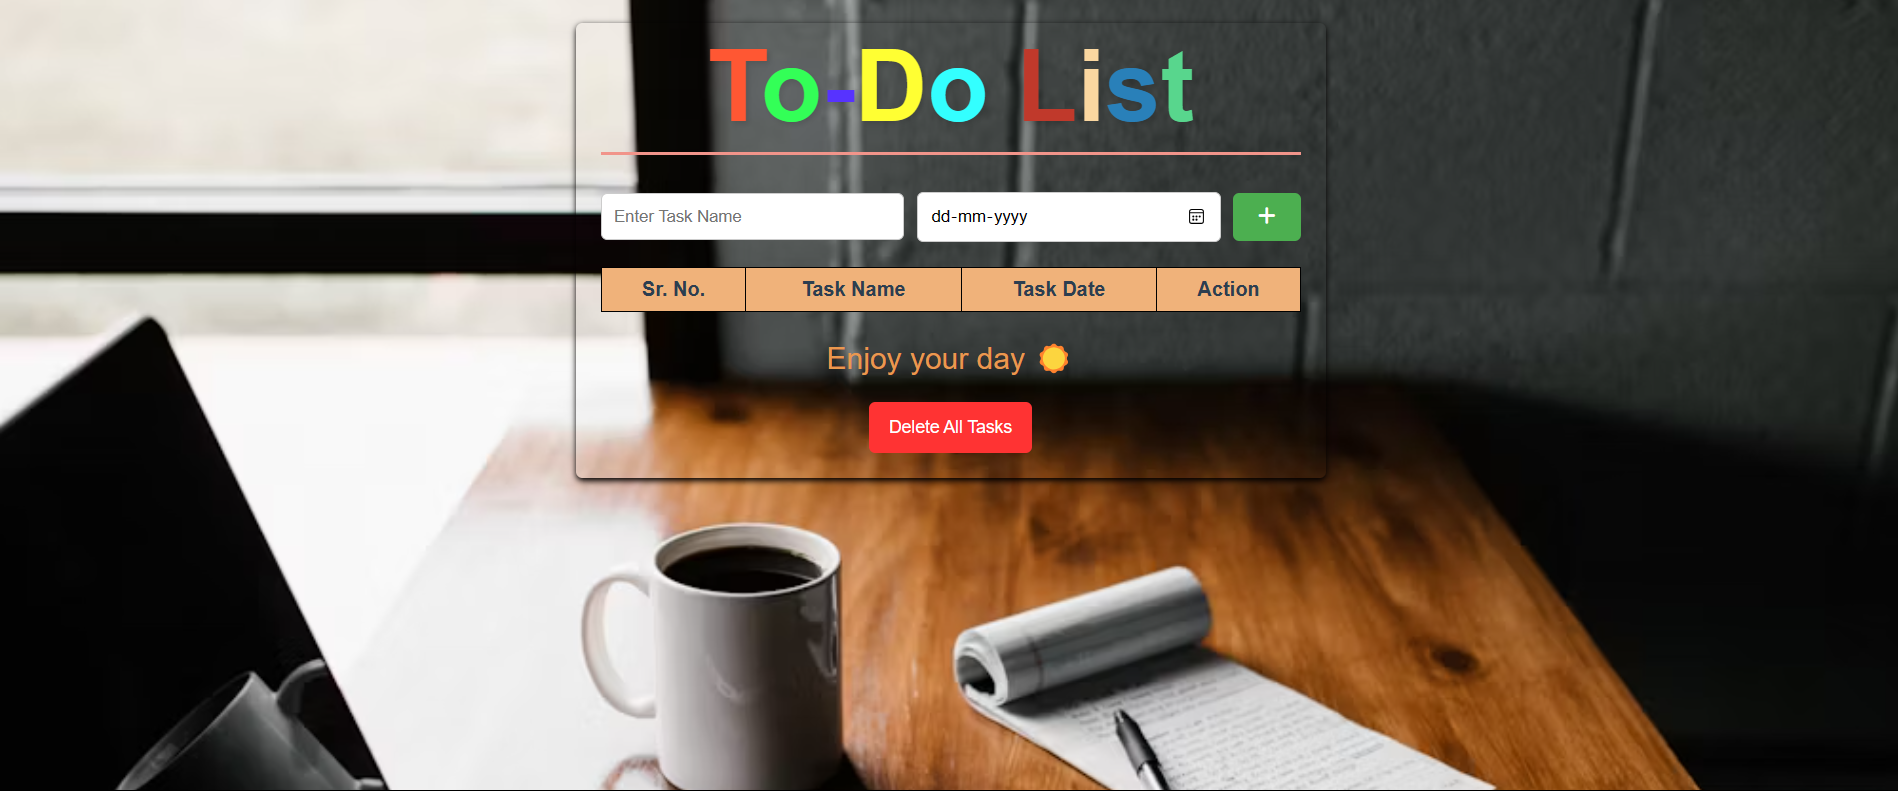 To-Do List
Enter Task Name
dd-mm-yyyy
+
Sr. No. Task Name Task Date Action
Enjoy your day
Delete All Tasks